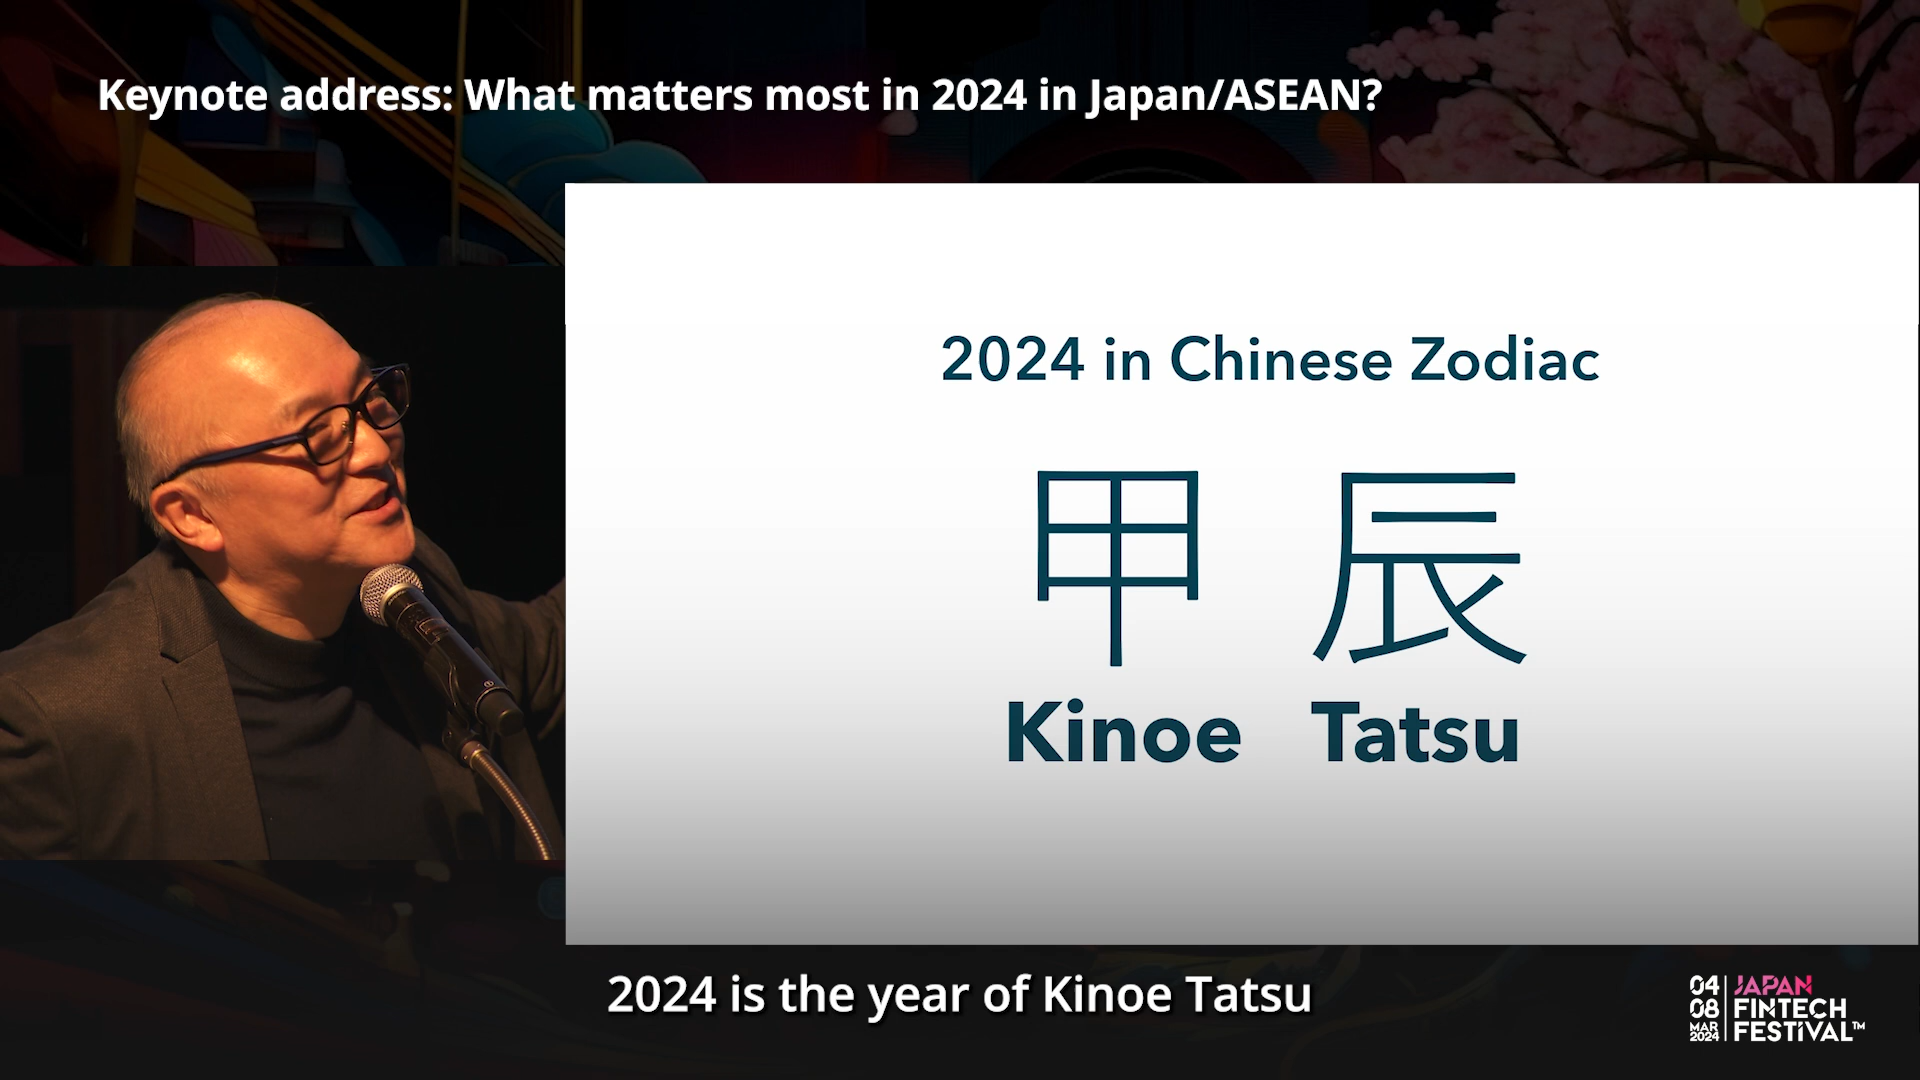 Keynote address: What matters most in 2024 in Japan/ASEAN?
2024 in Chinese Zodiac
甲 辰
Kinoe Tatsu
2024 is the year of Kinoe Tatsu
04
08
MAR
2024
JAPAN
FINTECH
FESTIVAL™